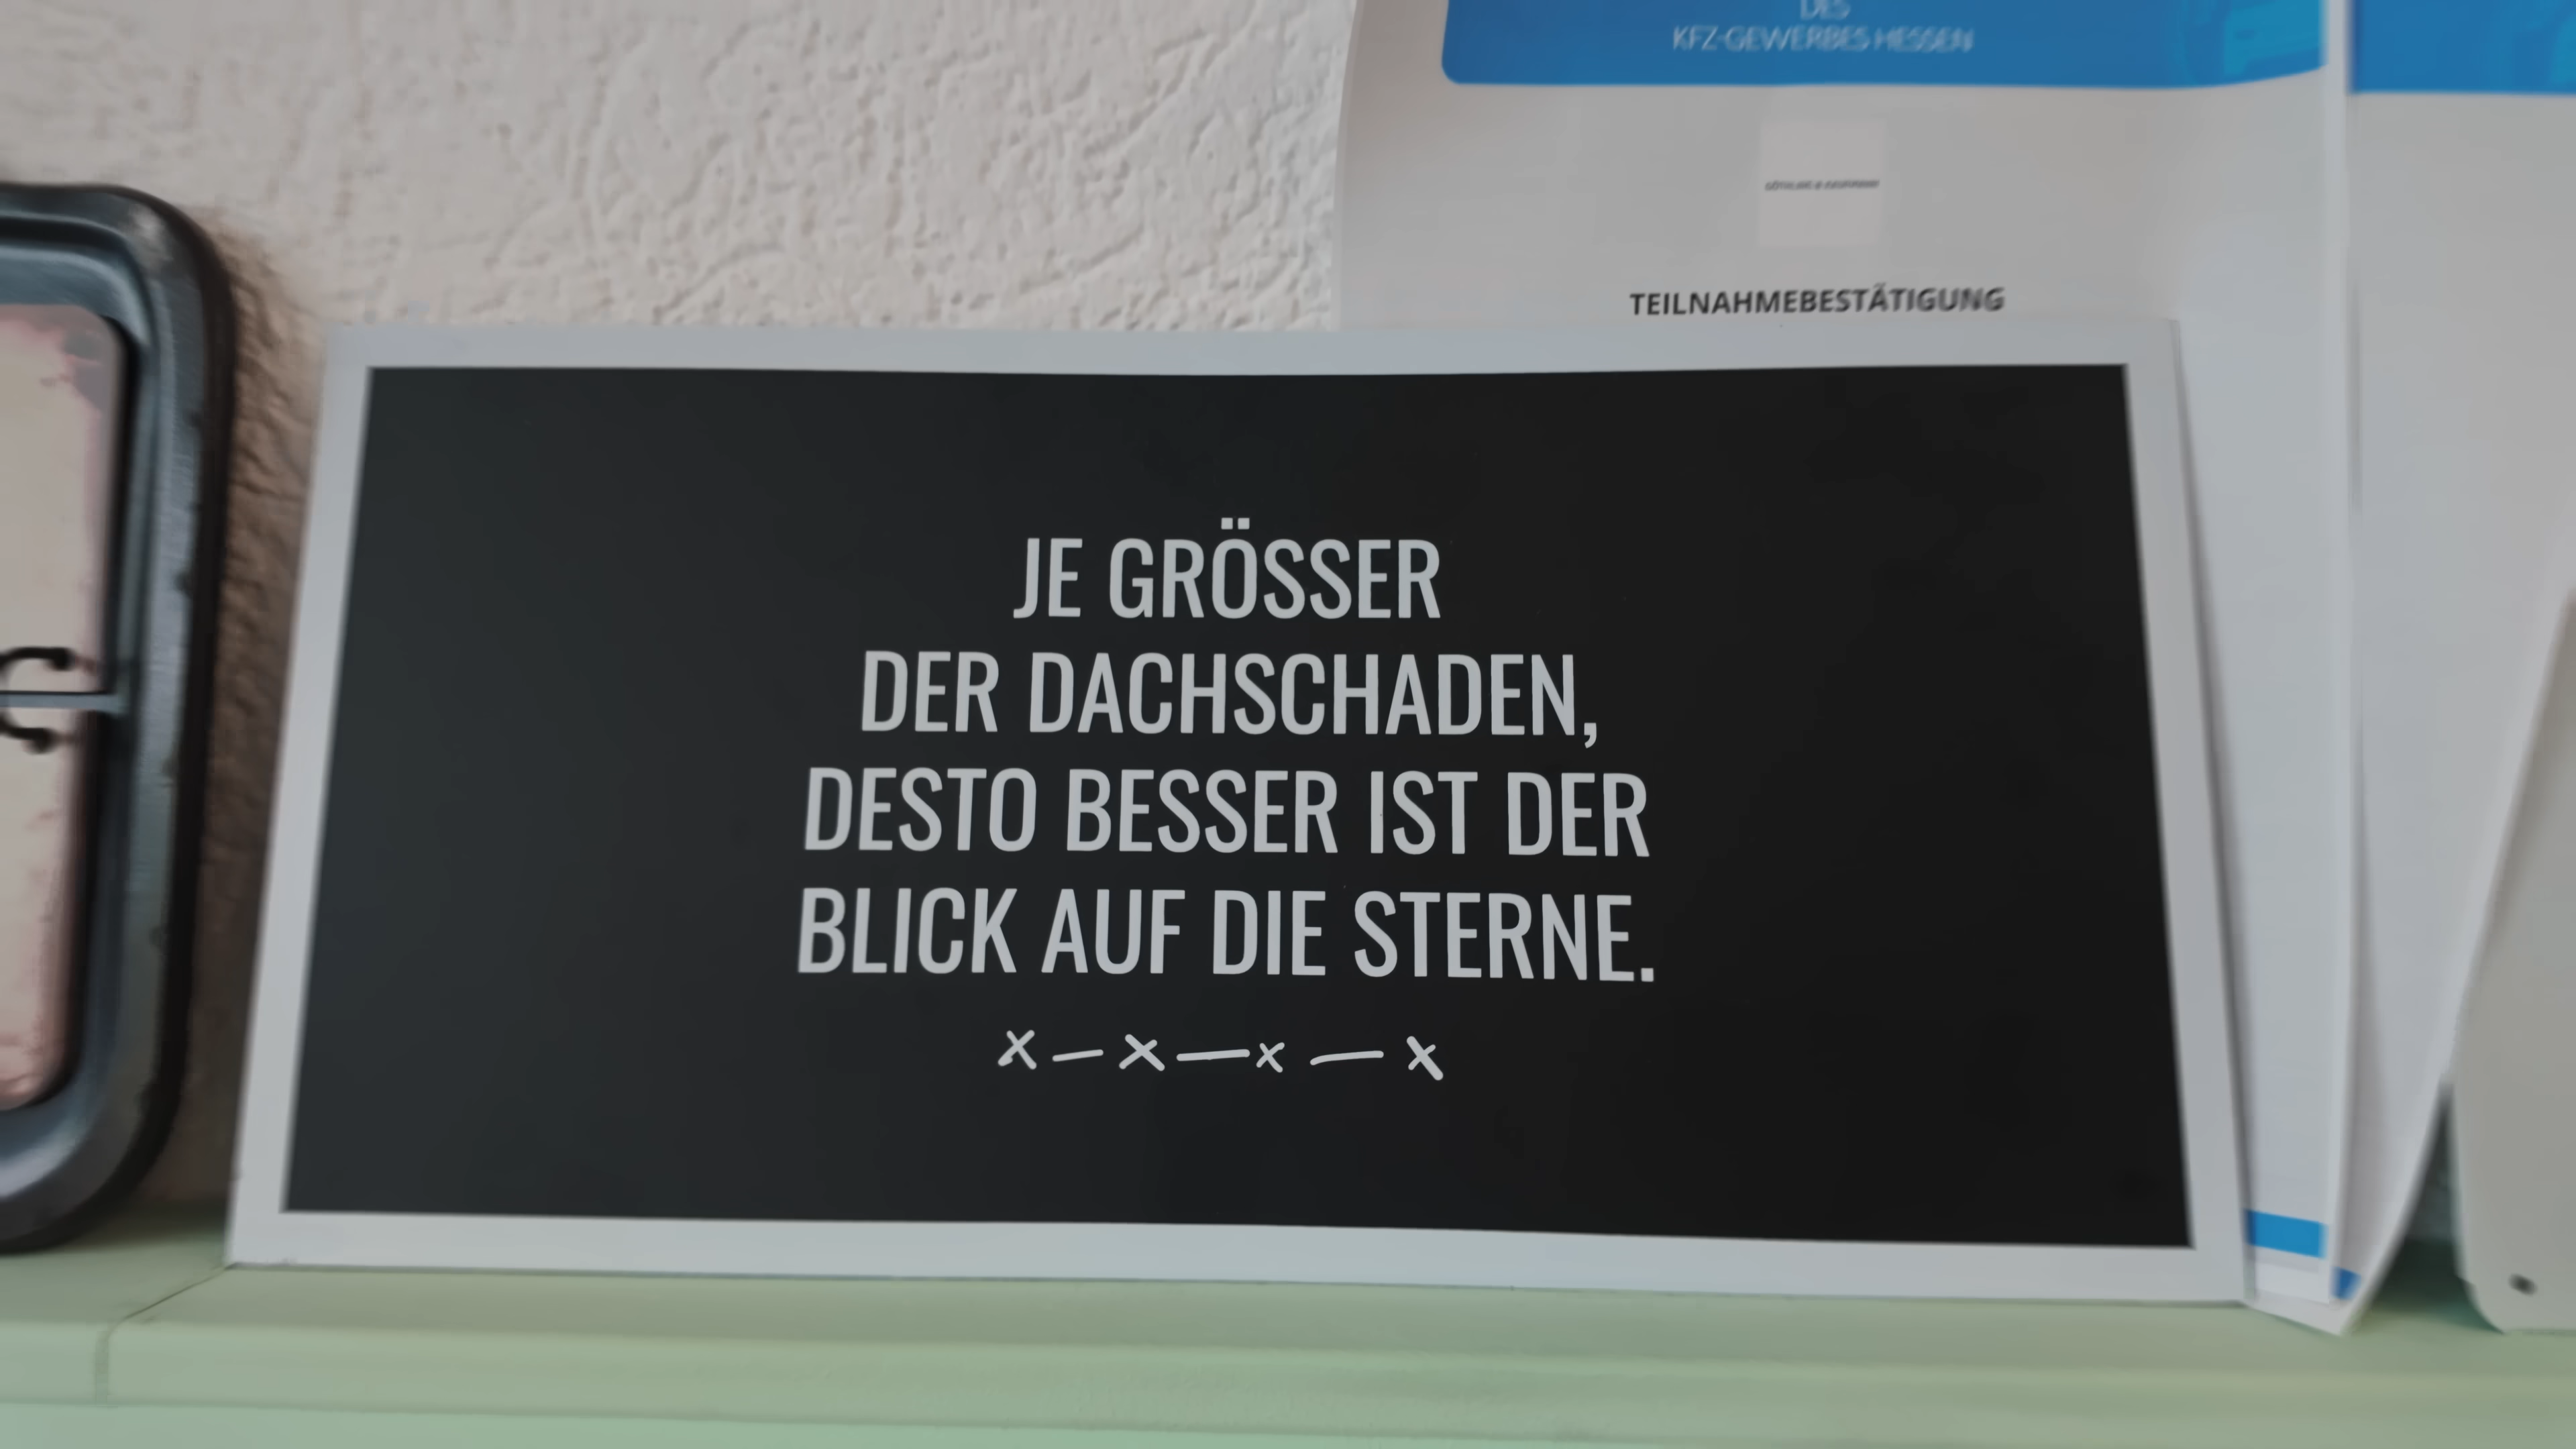 DES
KFZ-GEWERBES HESSEN
TEILNAHMEBESTÄTIGUNG
JE GRÖSSER
DER DACHSCHADEN,
DESTO BESSER IST DER
BLICK AUF DIE STERNE.